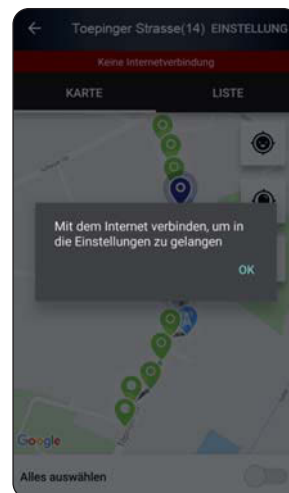 Toepinger Strasse(14) EINSTELLUNG
Keine Internetverbindung
KARTE LISTE
Mit dem Internet verbinden, um in
die Einstellungen zu gelangen
OK
Google
Alles auswählen